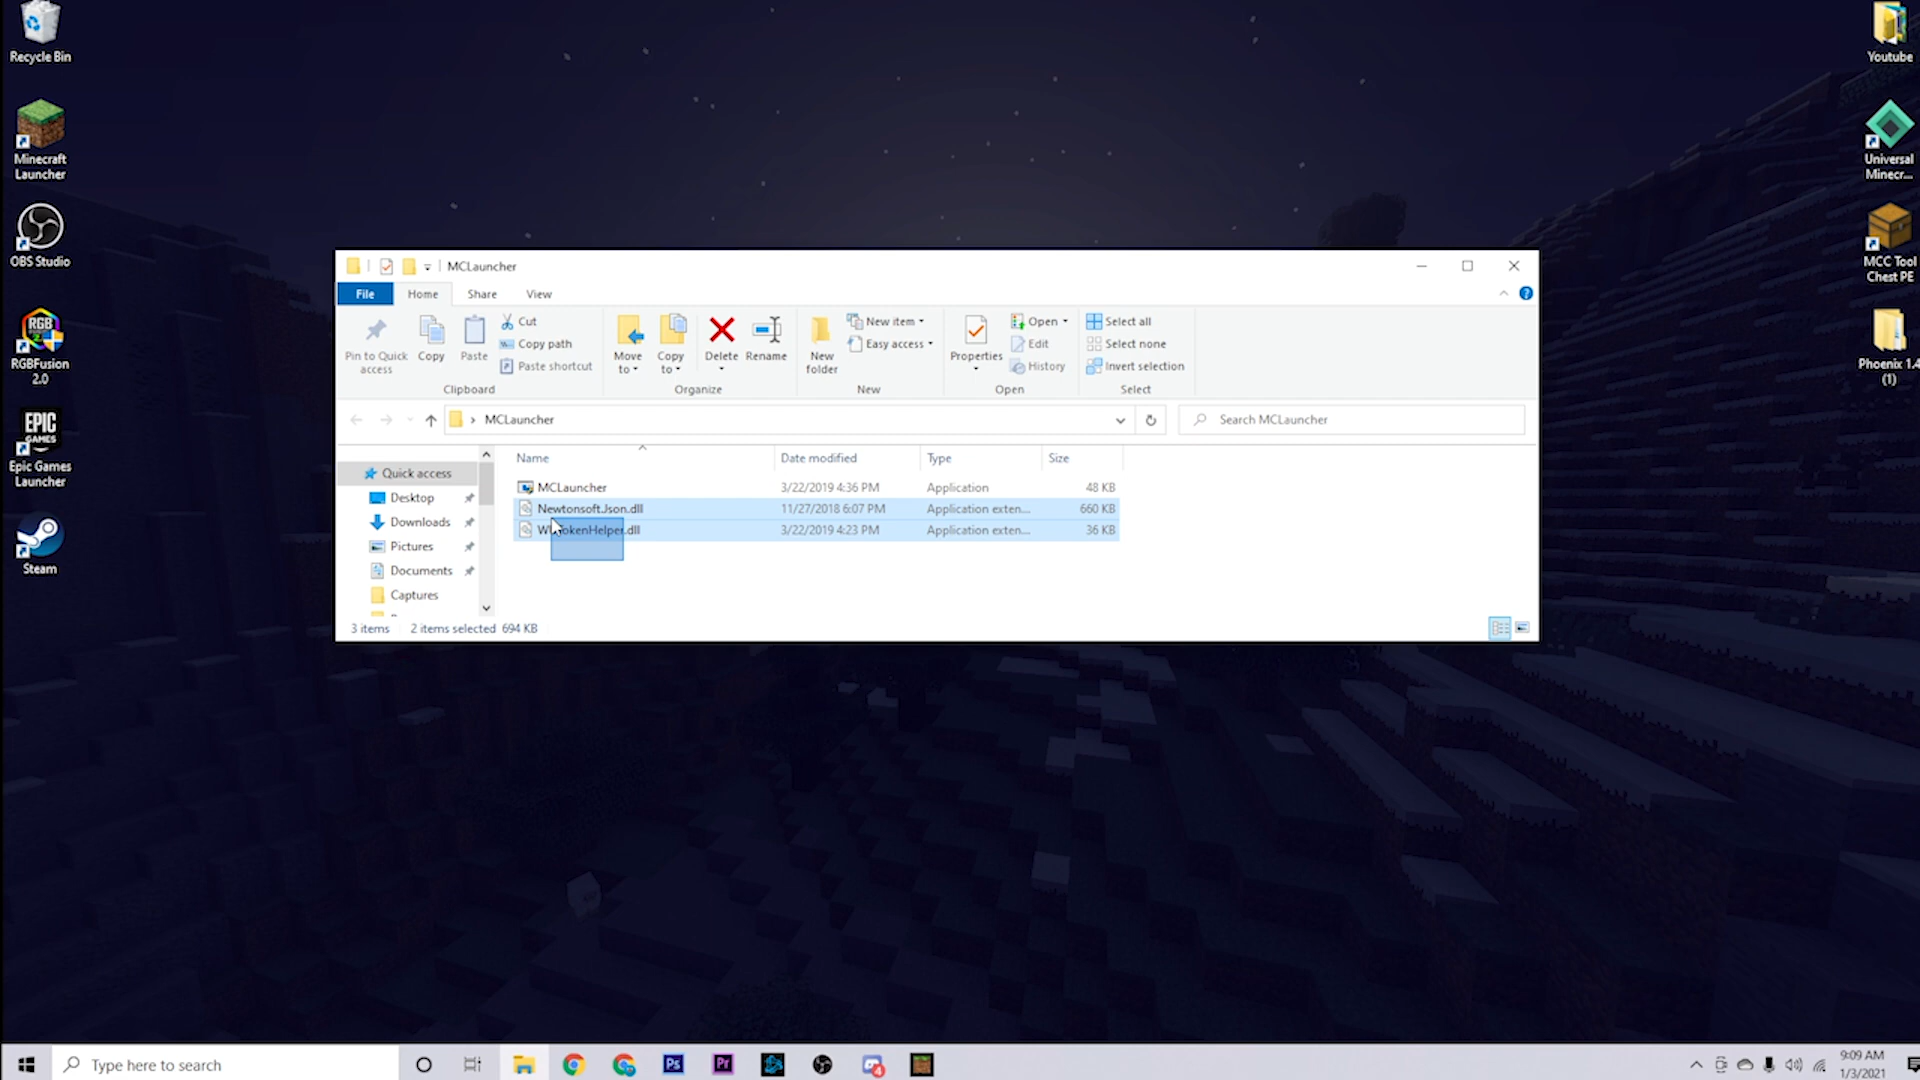 Recycle Bin
Minecraft
Launcher
OBS Studio
RGB
RGBFusion
2.0
EPIC
GAMES
Epic Games
Launcher
Steam
Youtube
Universal
Minecr...
MCC Tool
Chest PE
Phoenix 1.4
(1)
MCLauncher
File Home Share View
Pin to Quick
access
Copy
Paste
Cut
Copy path
Paste shortcut
Clipboard
Move
to
Copy
to
Delete
Rename
Organize
New
folder
New item
Easy access
New
Properties
Open
Edit
History
Open
Select all
Select none
Invert selection
Select
MCLauncher
Search MCLauncher
Quick access
Desktop
Downloads
Pictures
Documents
Captures
Name Date modified Type Size
MCLauncher 3/22/2019 4:36 PM Application 48 KB
Newtonsoft.Json.dll 11/27/2018 6:07 PM Application exten... 660 KB
3/22/2019 4:23 PM Application exten... 36 KB
3 items 2 items selected 694 KB
Type here to search
Ps
Pr
4
9:09 AM
1/3/2021